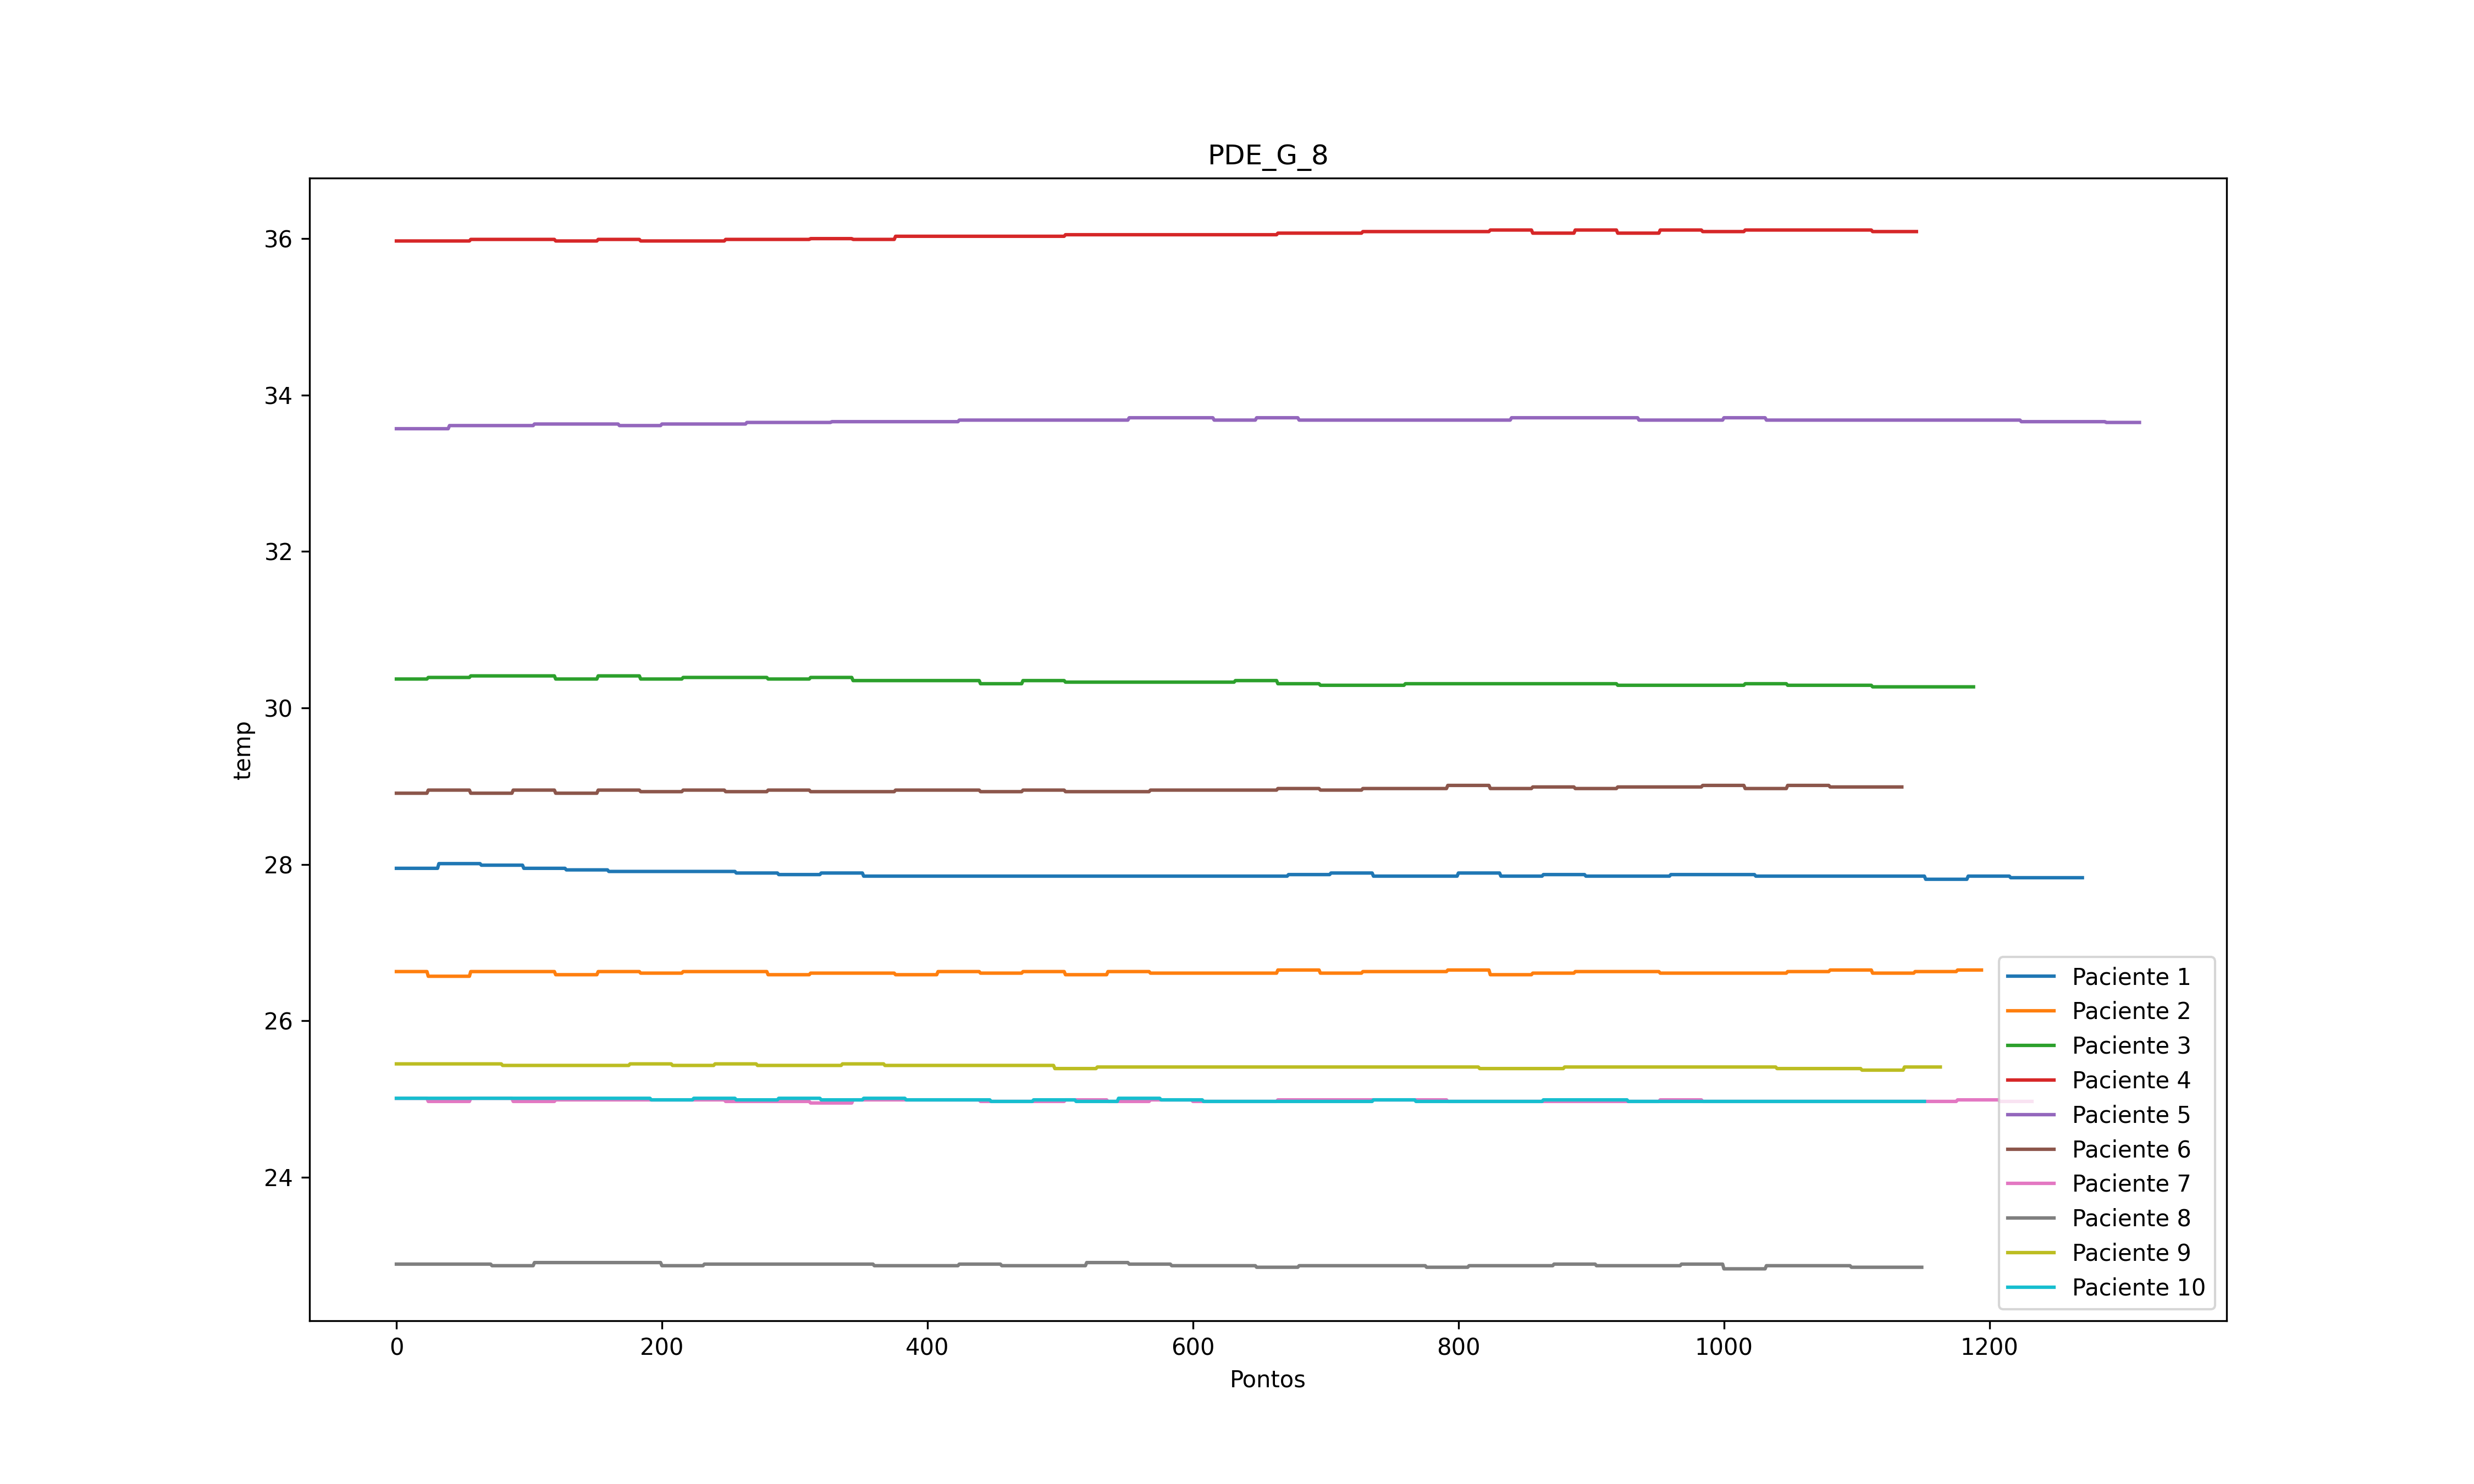 PDE_G_8
36
34
32
30
28
26
24
temp
0 200 400 600 800 1000 1200
Pontos
Paciente 1
Paciente 2
Paciente 3
Paciente 4
Paciente 5
Paciente 6
Paciente 7
Paciente 8
Paciente 9
Paciente 10